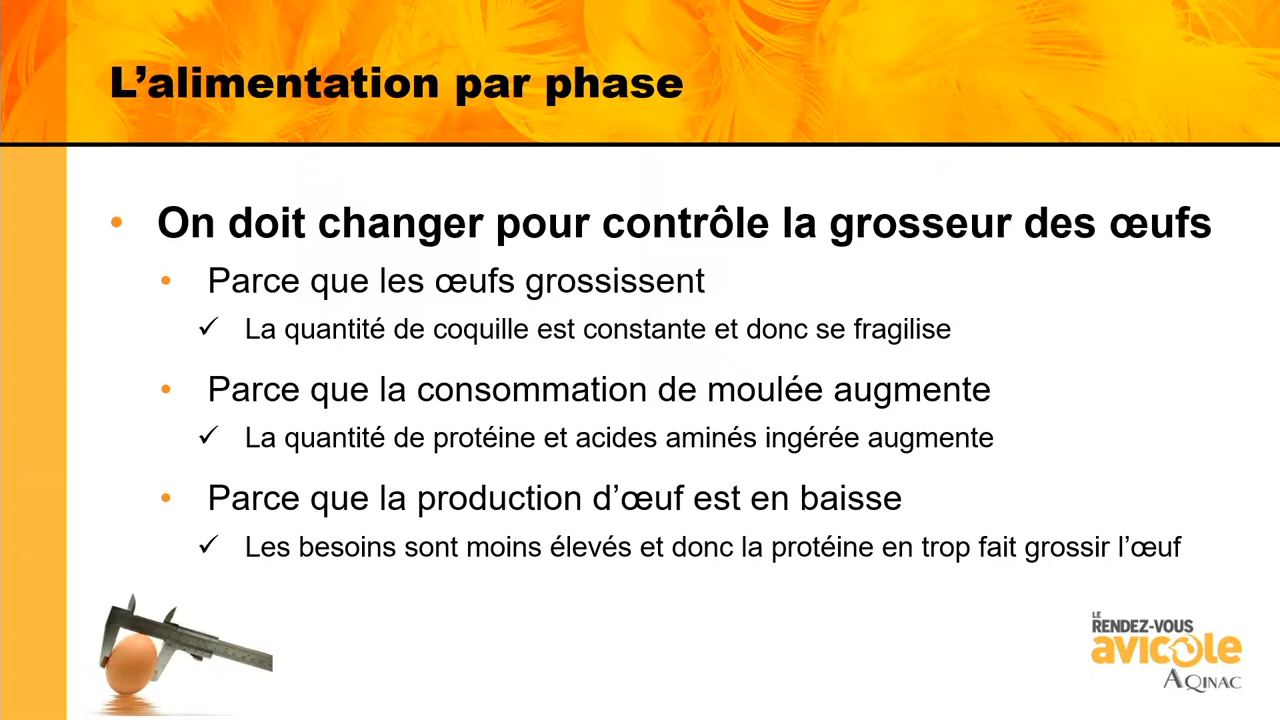 L’alimentation par phase
• On doit changer pour contrôle la grosseur des œufs
• Parce que les œufs grossissent
✓ La quantité de coquille est constante et donc se fragilise
• Parce que la consommation de moulée augmente
✓ La quantité de protéine et acides aminés ingérée augmente
• Parce que la production d’œuf est en baisse
✓ Les besoins sont moins élevés et donc la protéine en trop fait grossir l’œuf
LE
RENDEZ-VOUS
avicole
AQINAC